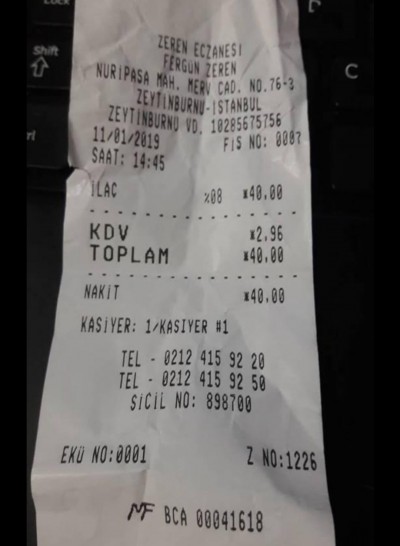 Lock
Shift
C
ZEREN ECZANESİ
FERGÜN ZEREN
NURİPAŞA MAH. MERV CAD. NO.76-3
ZEYTİNBURNU-İSTANBUL
ZEYTİNBURNU VD. 10285675756
11/01/2019 FİŞ NO: 0087
SAAT: 14:45
İLAÇ %08 *40,00
KDV *2,96
TOPLAM *40,00
NAKİT *40,00
KASİYER: 1/KASİYER #1
TEL - 0212 415 92 20
TEL - 0212 415 92 50
SİCİL NO: 898700
EKÜ NO:0001 Z NO:1226
MF BCA 00041618